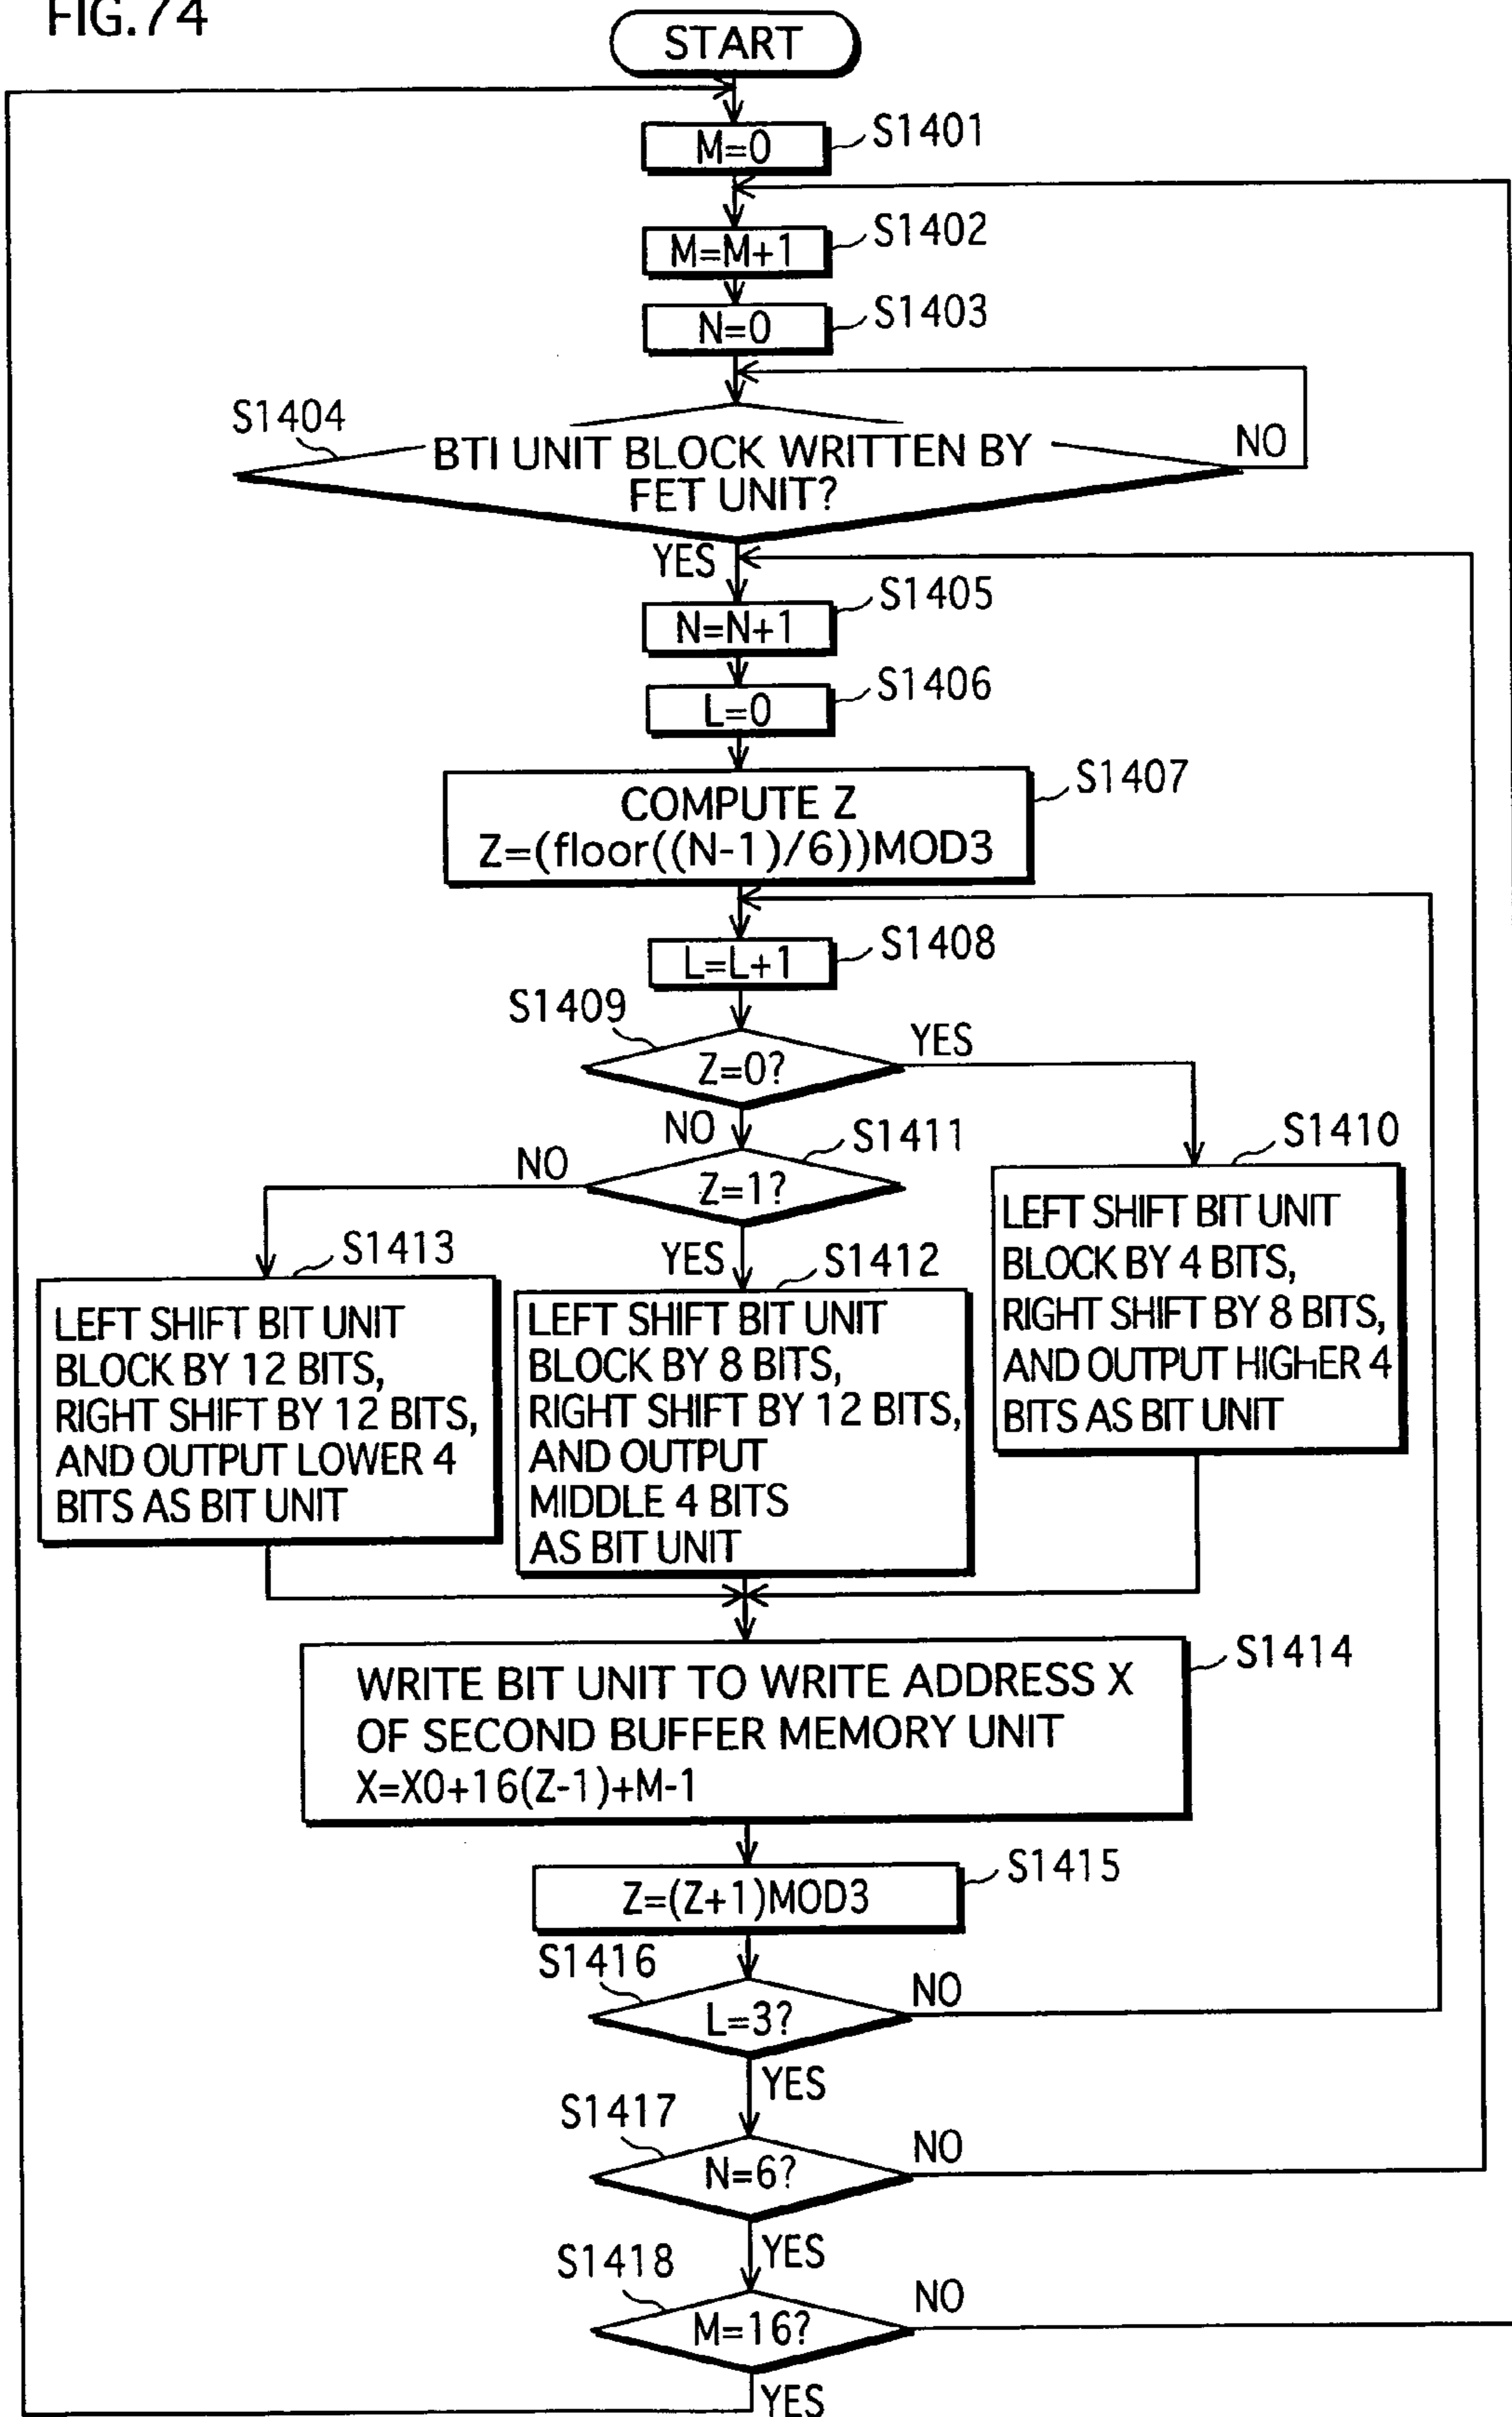 FIG.74
START
M=0
S1401
M=M+1
S1402
N=0
S1403
S1404
BTI UNIT BLOCK WRITTEN BY
FET UNIT?
NO
YES
N=N+1
S1405
L=0
S1406
COMPUTE Z
Z=(floor((N-1)/6))MOD3
S1407
L=L+1
S1408
S1409
Z=0?
YES
NO
S1411
Z=1?
NO
YES
S1410
LEFT SHIFT BIT UNIT
BLOCK BY 4 BITS,
RIGHT SHIFT BY 8 BITS,
AND OUTPUT HIGHER 4
BITS AS BIT UNIT
S1413
LEFT SHIFT BIT UNIT
BLOCK BY 12 BITS,
RIGHT SHIFT BY 12 BITS,
AND OUTPUT LOWER 4
BITS AS BIT UNIT
S1412
LEFT SHIFT BIT UNIT
BLOCK BY 8 BITS,
RIGHT SHIFT BY 12 BITS,
AND OUTPUT
MIDDLE 4 BITS
AS BIT UNIT
S1414
WRITE BIT UNIT TO WRITE ADDRESS X
OF SECOND BUFFER MEMORY UNIT
X=X0+16(Z-1)+M-1
S1415
Z=(Z+1)MOD3
S1416
L=3?
NO
YES
S1417
N=6?
NO
YES
S1418
M=16?
NO
YES